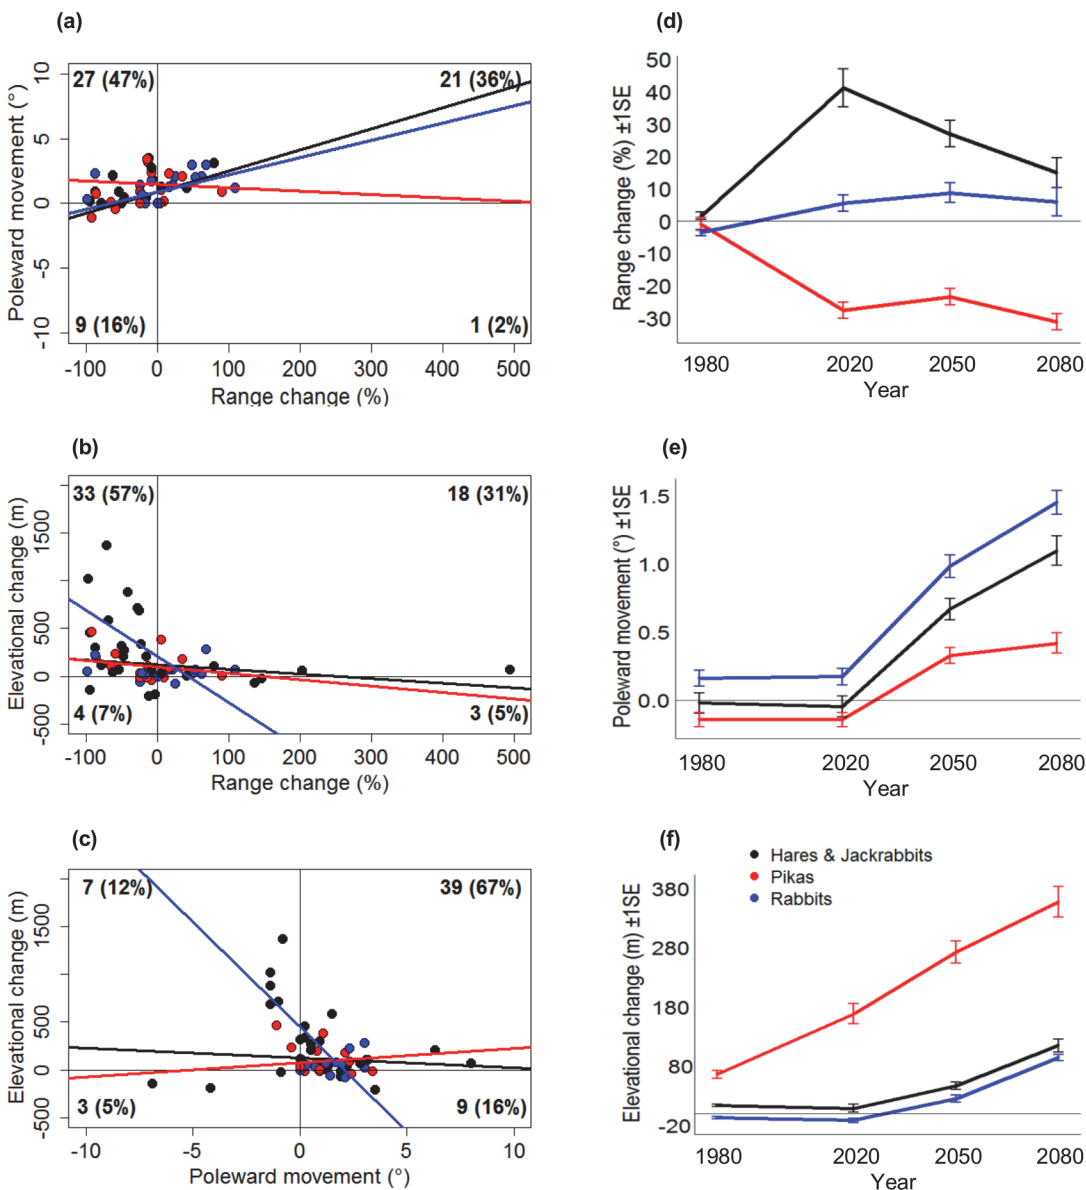 (a)
27 (47%)
21 (36%)
9 (16%)
1 (2%)
10
5
0
-5
-10
Poleward movement (°)
-100 0 100 200 300 400 500
Range change (%)
(d)
50
40
30
20
10
0
-10
-20
-30
Range change (%) ±1SE
1980 2020 2050 2080
Year
(b)
33 (57%)
18 (31%)
4 (7%)
3 (5%)
1500
500
0
-500
Elevational change (m)
-100 0 100 200 300 400 500
Range change (%)
(e)
1.5
1.0
0.5
0.0
Poleward movement (°) ±1SE
1980 2020 2050 2080
Year
(c)
7 (12%)
39 (67%)
3 (5%)
9 (16%)
1500
500
0
-500
Elevational change (m)
-10 -5 0 5 10
Poleward movement (°)
(f)
Hares & Jackrabbits
Pikas
Rabbits
380
280
180
80
-20
Elevational change (m) ±1SE
1980 2020 2050 2080
Year